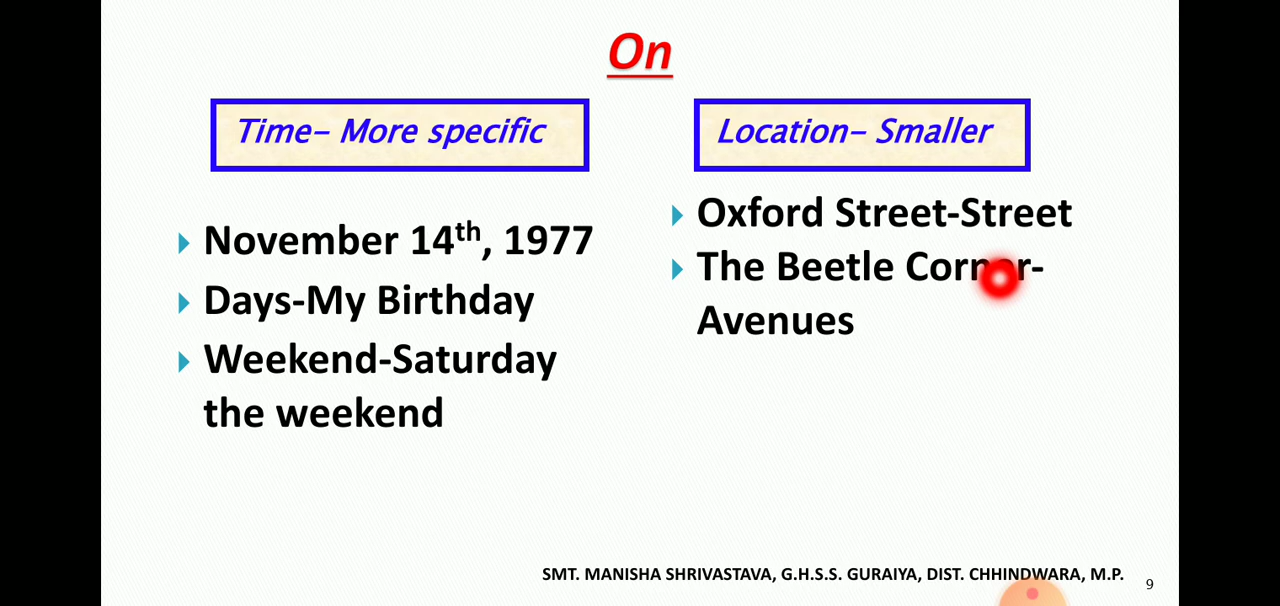 On
Time– More specific
November 14th, 1977
Days-My Birthday
Weekend-Saturday
the weekend
Location– Smaller
Oxford Street-Street
The Beetle Corner-
Avenues
SMT. MANISHA SHRIVASTAVA, G.H.S.S. GURAIYA, DIST. CHHINDWARA, M.P.
9